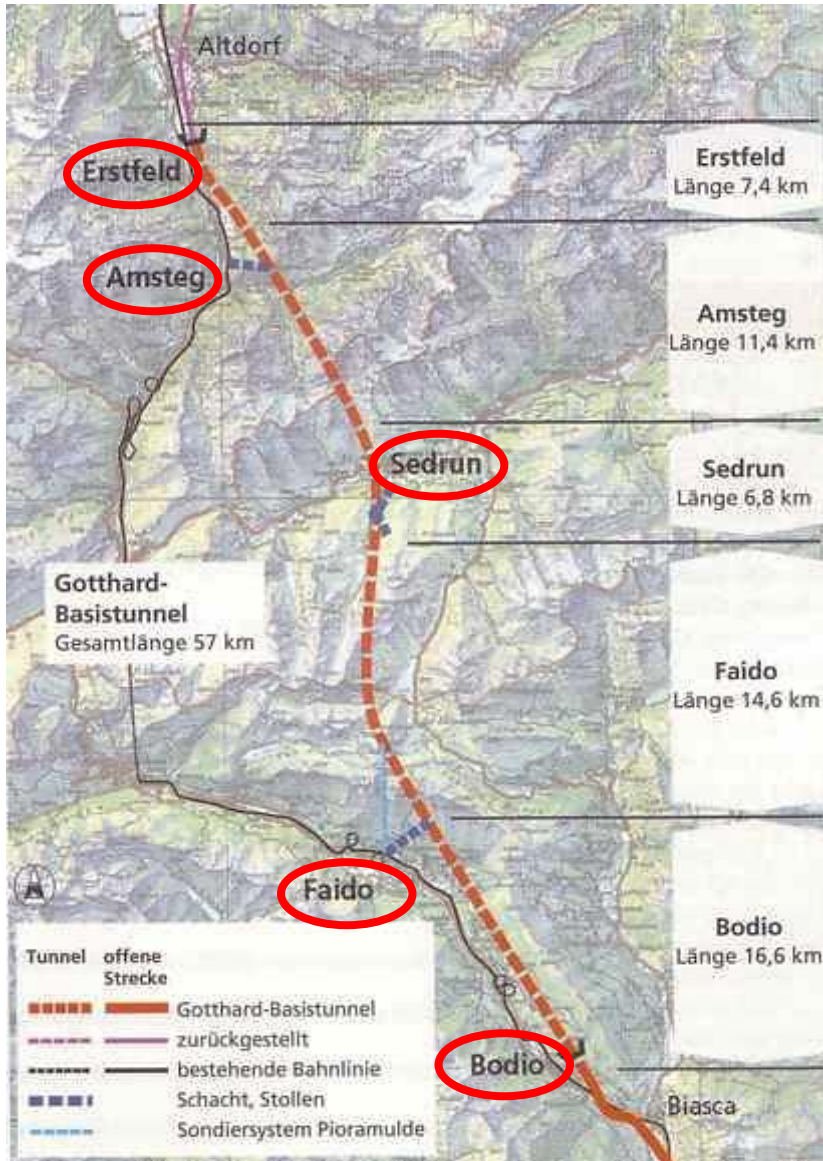 Altdorf
Erstfeld
Amsteg
Sedrun
Gotthard-
Basistunnel
Gesamtlänge 57 km
Faido
Bodio
Biasca
Erstfeld
Länge 7,4 km
Amsteg
Länge 11,4 km
Sedrun
Länge 6,8 km
Faido
Länge 14,6 km
Bodio
Länge 16,6 km
Tunnel offene
Strecke
Gotthard-Basistunnel
zurückgestellt
bestehende Bahnlinie
Schacht, Stollen
Sondiersystem Pioramulde